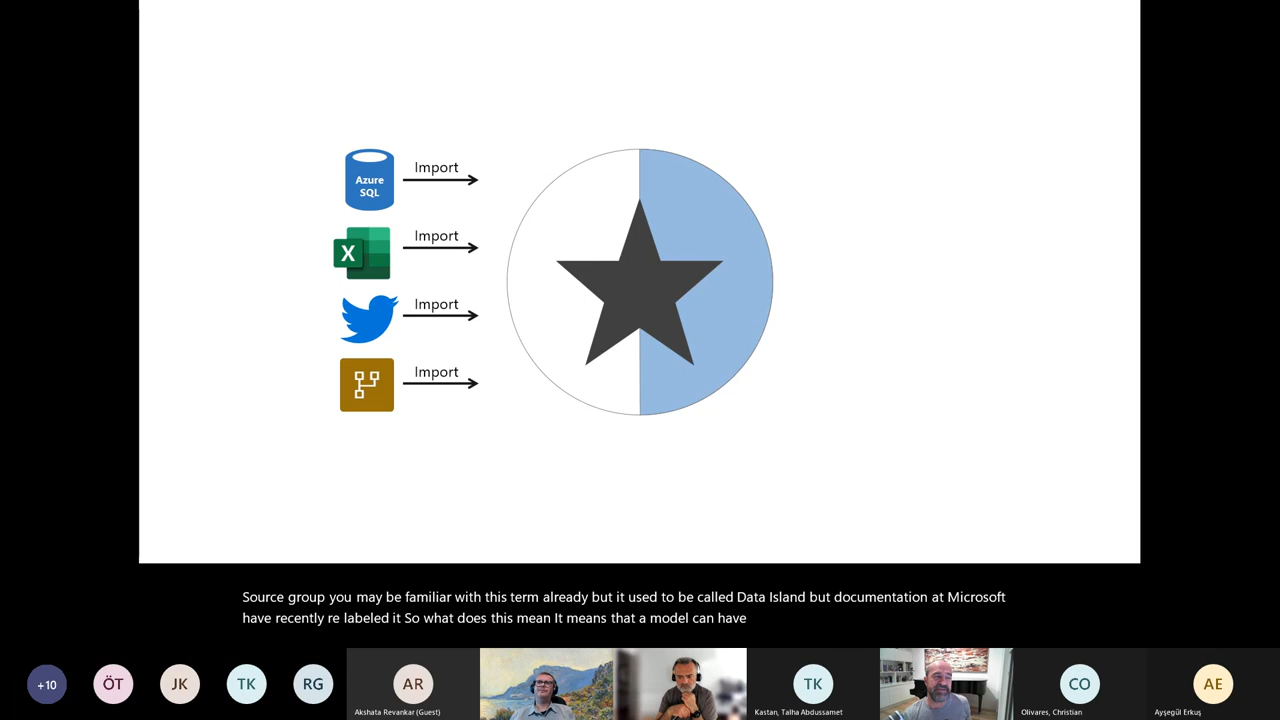 Azure
SQL
Import
X
Import
Import
Import
Source group you may be familiar with this term already but it used to be called Data Island but documentation at Microsoft
have recently re labeled it So what does this mean It means that a model can have
+10
ÖT
JK
TK
RG
AR
Akshata Revankar (Guest)
TK
Kastan, Talha Abdussamet
CO
Olivares, Christian
AE
Ayşegül Erkuş